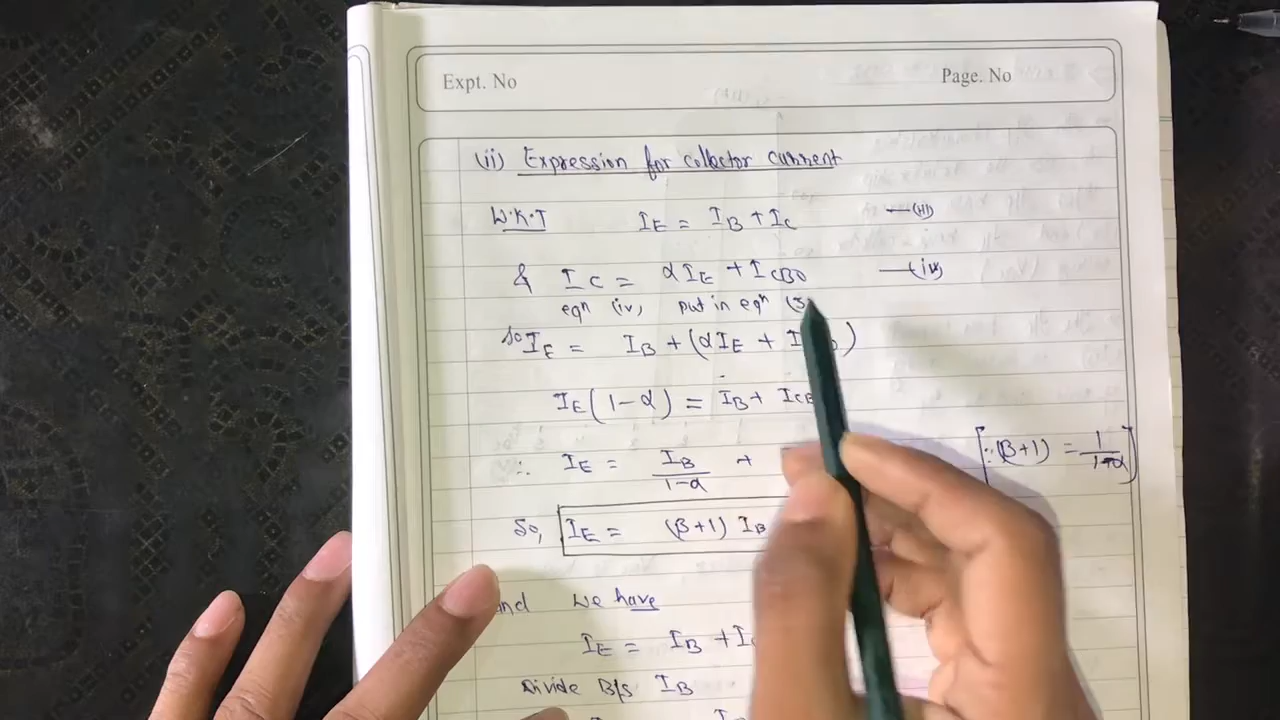 Expt. No Page. No
(ii) Expression for collector current
W.K.T IE = IB + IC —(iii)
& IC = αIE + ICBO —(iv)
eqn (iv) put in eqn
so IE = IB + (αIE + )
IE(1-α) = IB + ICB
∴ IE = IB/1-α + [∵(β+1) = 1/1-α]
So, IE = (β+1) IB
and we have
IE = IB + IC
Divide B/s IB